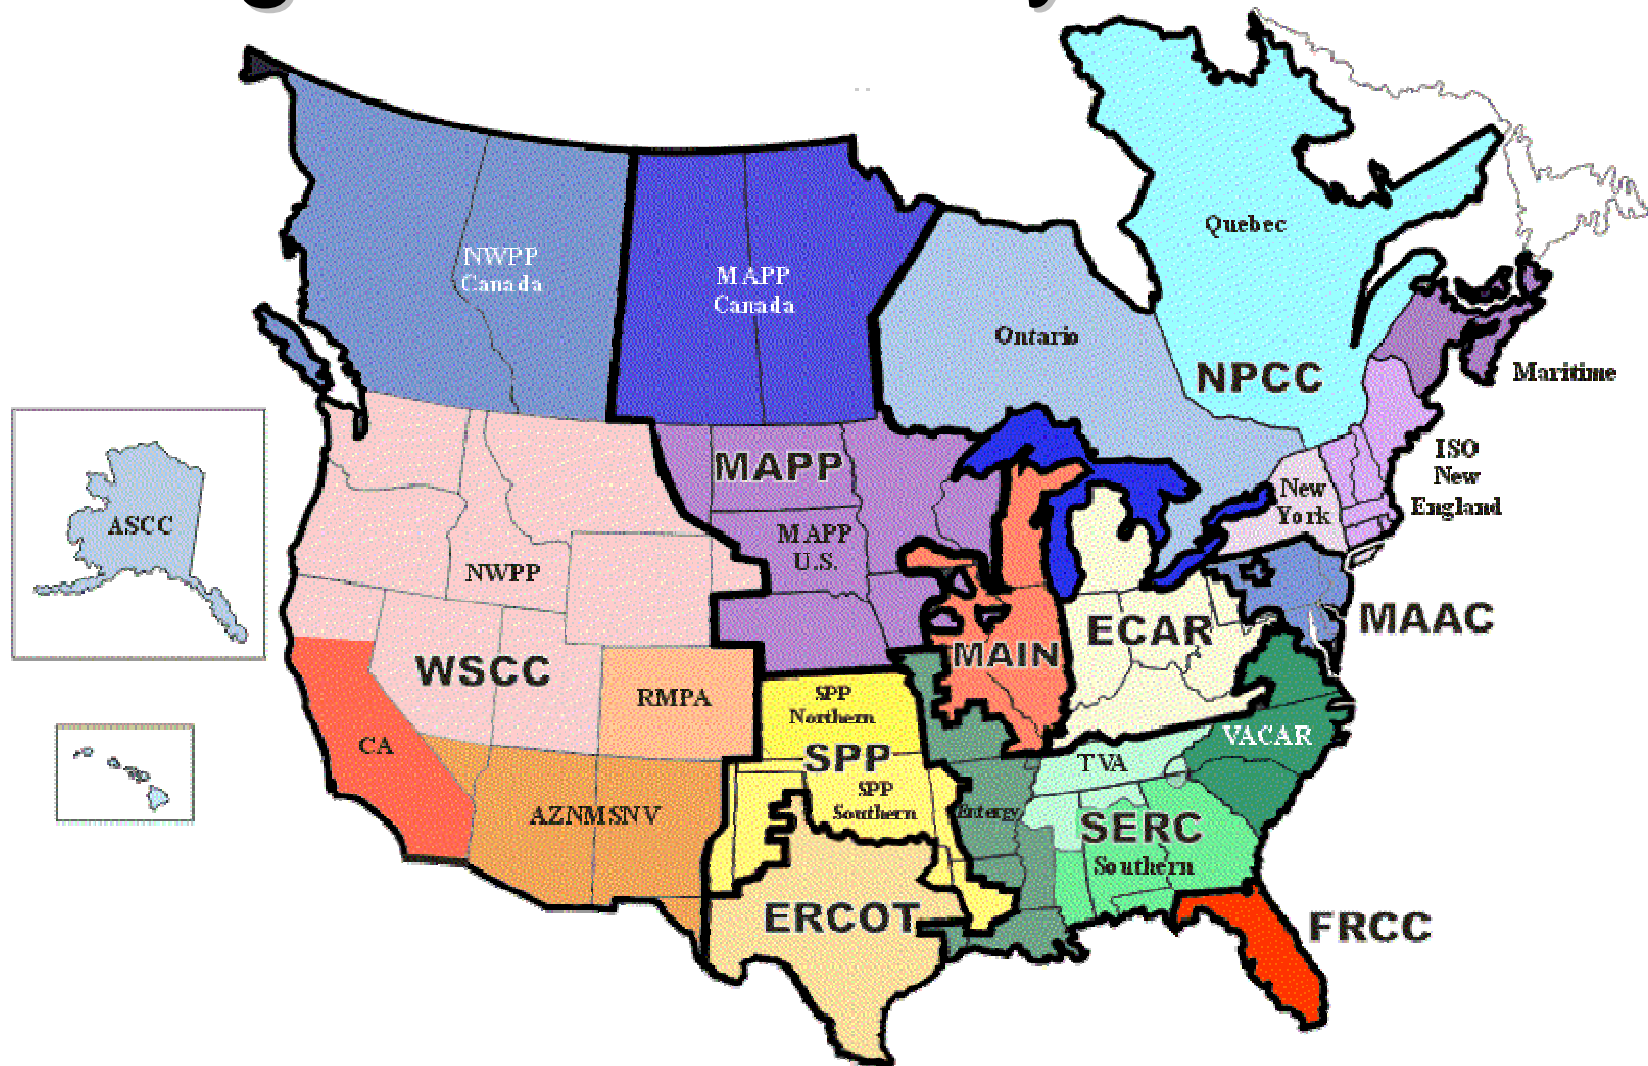 Quebec
NWPP
Canada
MAPP
Canada
Ontario
NPCC
Maritime
ISO
New
England
MAPP
New
York
ASCC
MAPP
U.S.
NWPP
MAAC
ECAR
MAIN
WSCC
RMPA
SPP
Northern
VACAR
CA
SPP
TVA
SPP
Southern
AZNMSNV
Entergy
SERC
Southern
ERCOT
FRCC